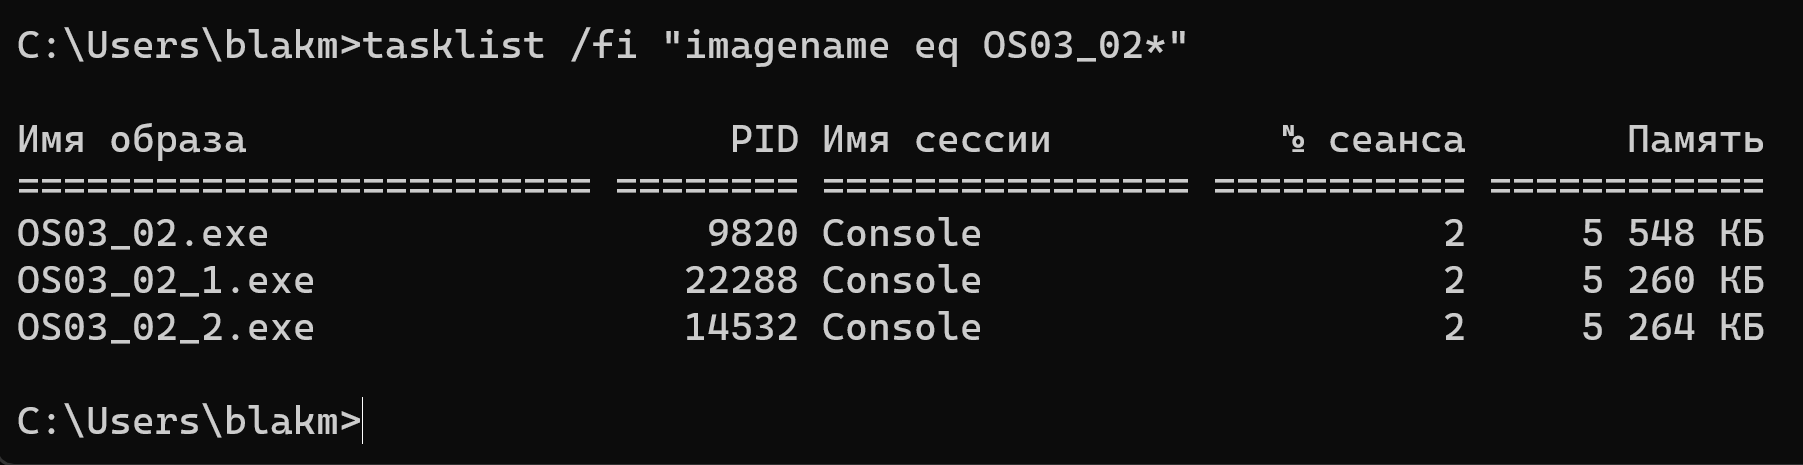 C:\Users\blakm>tasklist /fi "imagename eq OS03_02*"
Имя образа                     PID Имя сессии          № сеанса       Память
========================= ======== ================ =========== ============
OS03_02.exe                   9820 Console                    2     5 548 КБ
OS03_02_1.exe                22288 Console                    2     5 260 КБ
OS03_02_2.exe                14532 Console                    2     5 264 КБ
C:\Users\blakm>